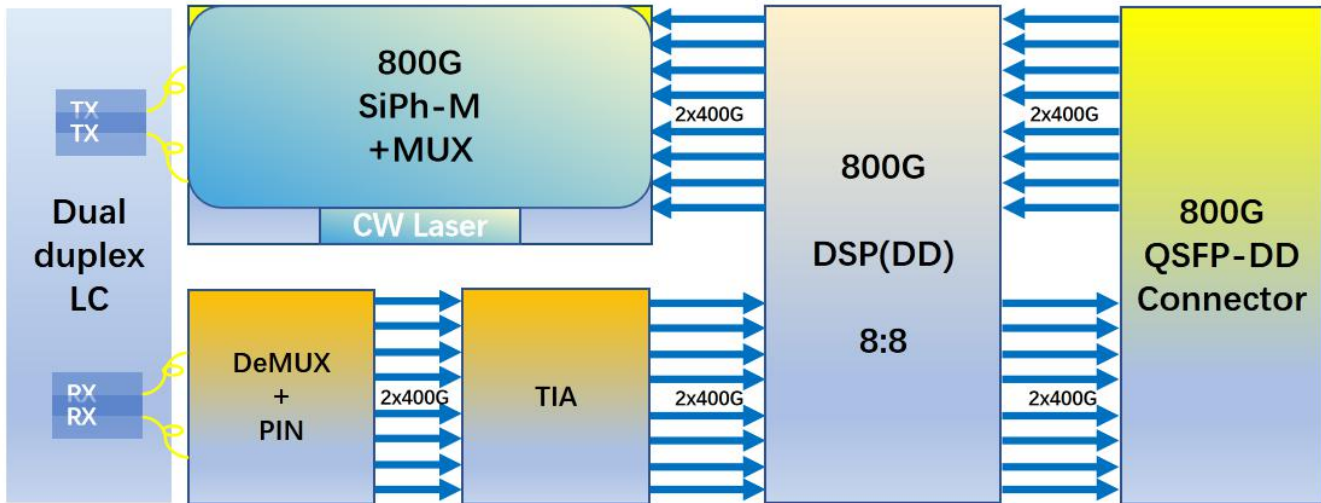 TX
TX
Dual
duplex
LC
RX
RX
800G
SiPh-M
+MUX
CW Laser
DeMUX
+
PIN
2x400G
TIA
2x400G
2x400G
800G
DSP(DD)
8:8
2x400G
2x400G
800G
QSFP-DD
Connector